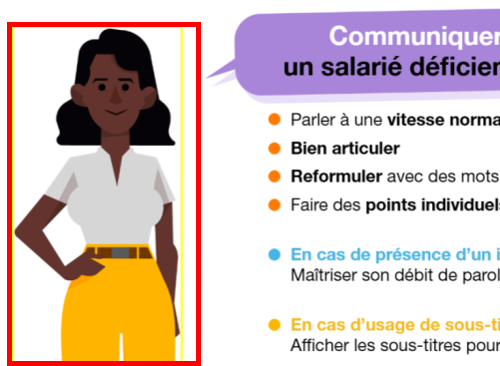 Communiquer
un salarié déficien
Parler à une vitesse norma
Bien articuler
Reformuler avec des mots
Faire des points individuels
En cas de présence d'un i
Maîtriser son débit de parol
En cas d'usage de sous-ti
Afficher les sous-titres pour